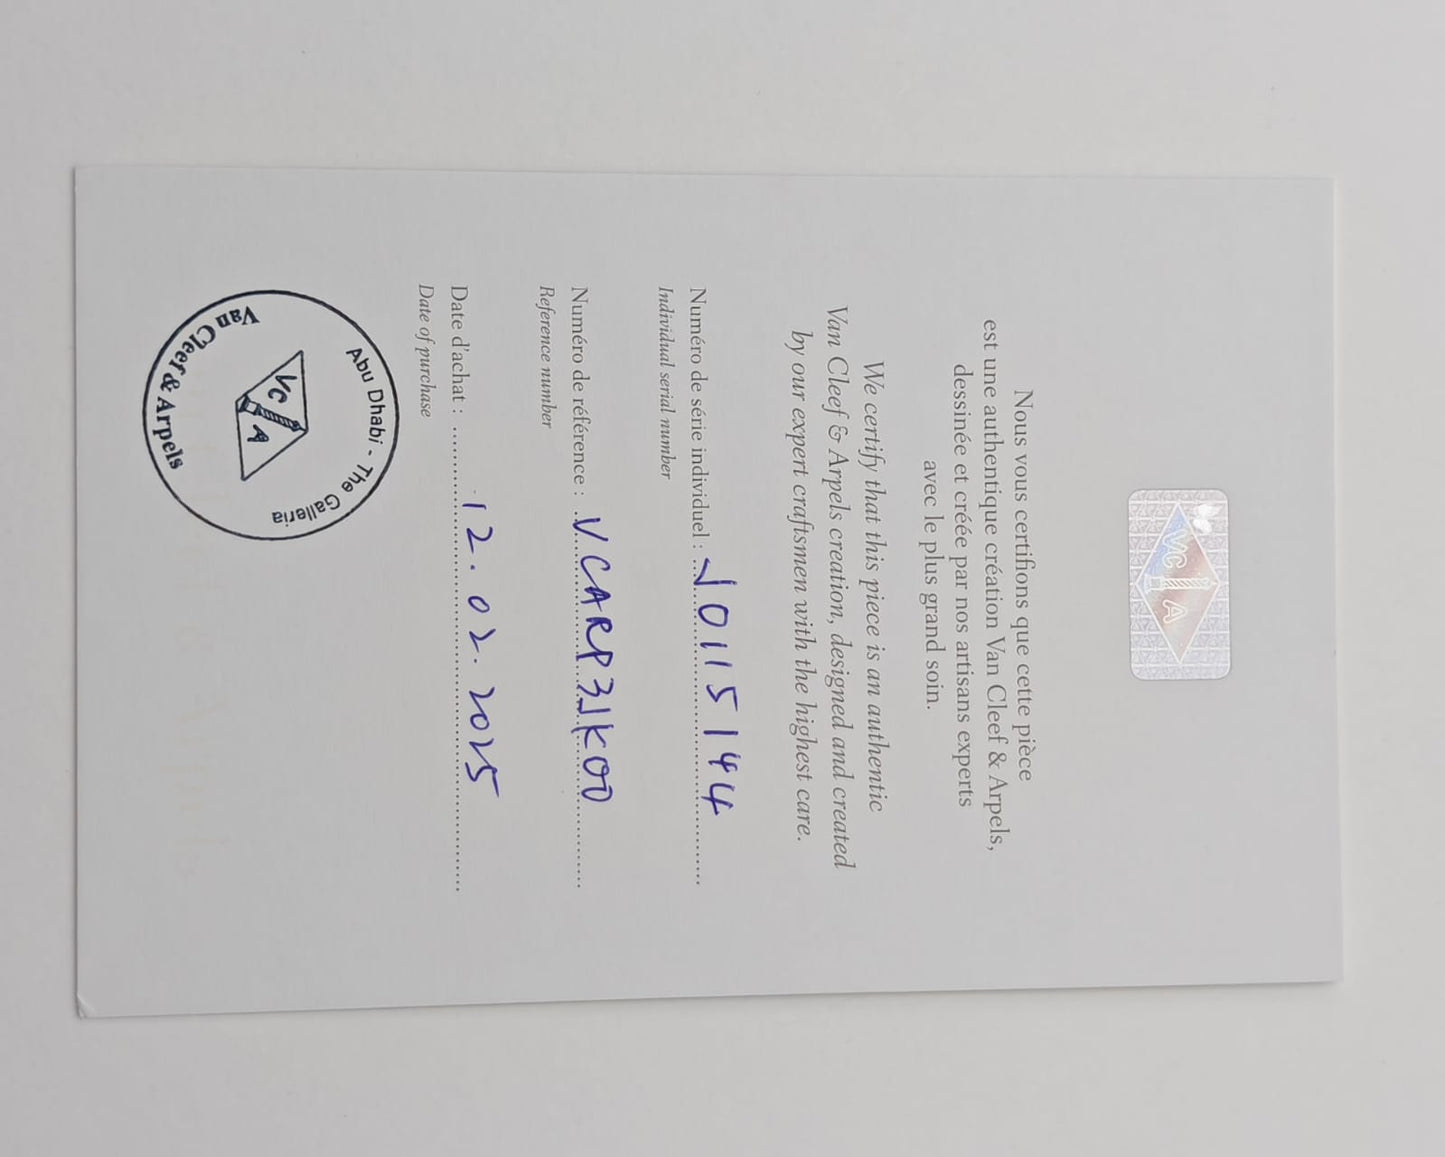 VC A
Nous vous certifions que cette pièce
est une authentique création Van Cleef & Arpels,
dessinée et créée par nos artisans experts
avec le plus grand soin.
We certify that this piece is an authentic
Van Cleef & Arpels creation, designed and created
by our expert craftsmen with the highest care.
Numéro de série individuel : JO115144
Individual serial number
Numéro de référence : VCARP3JK00
Reference number
Date d'achat : 12.02.2025
Date of purchase
Abu Dhabi - The Galleria
VC A
Van Cleef & Arpels